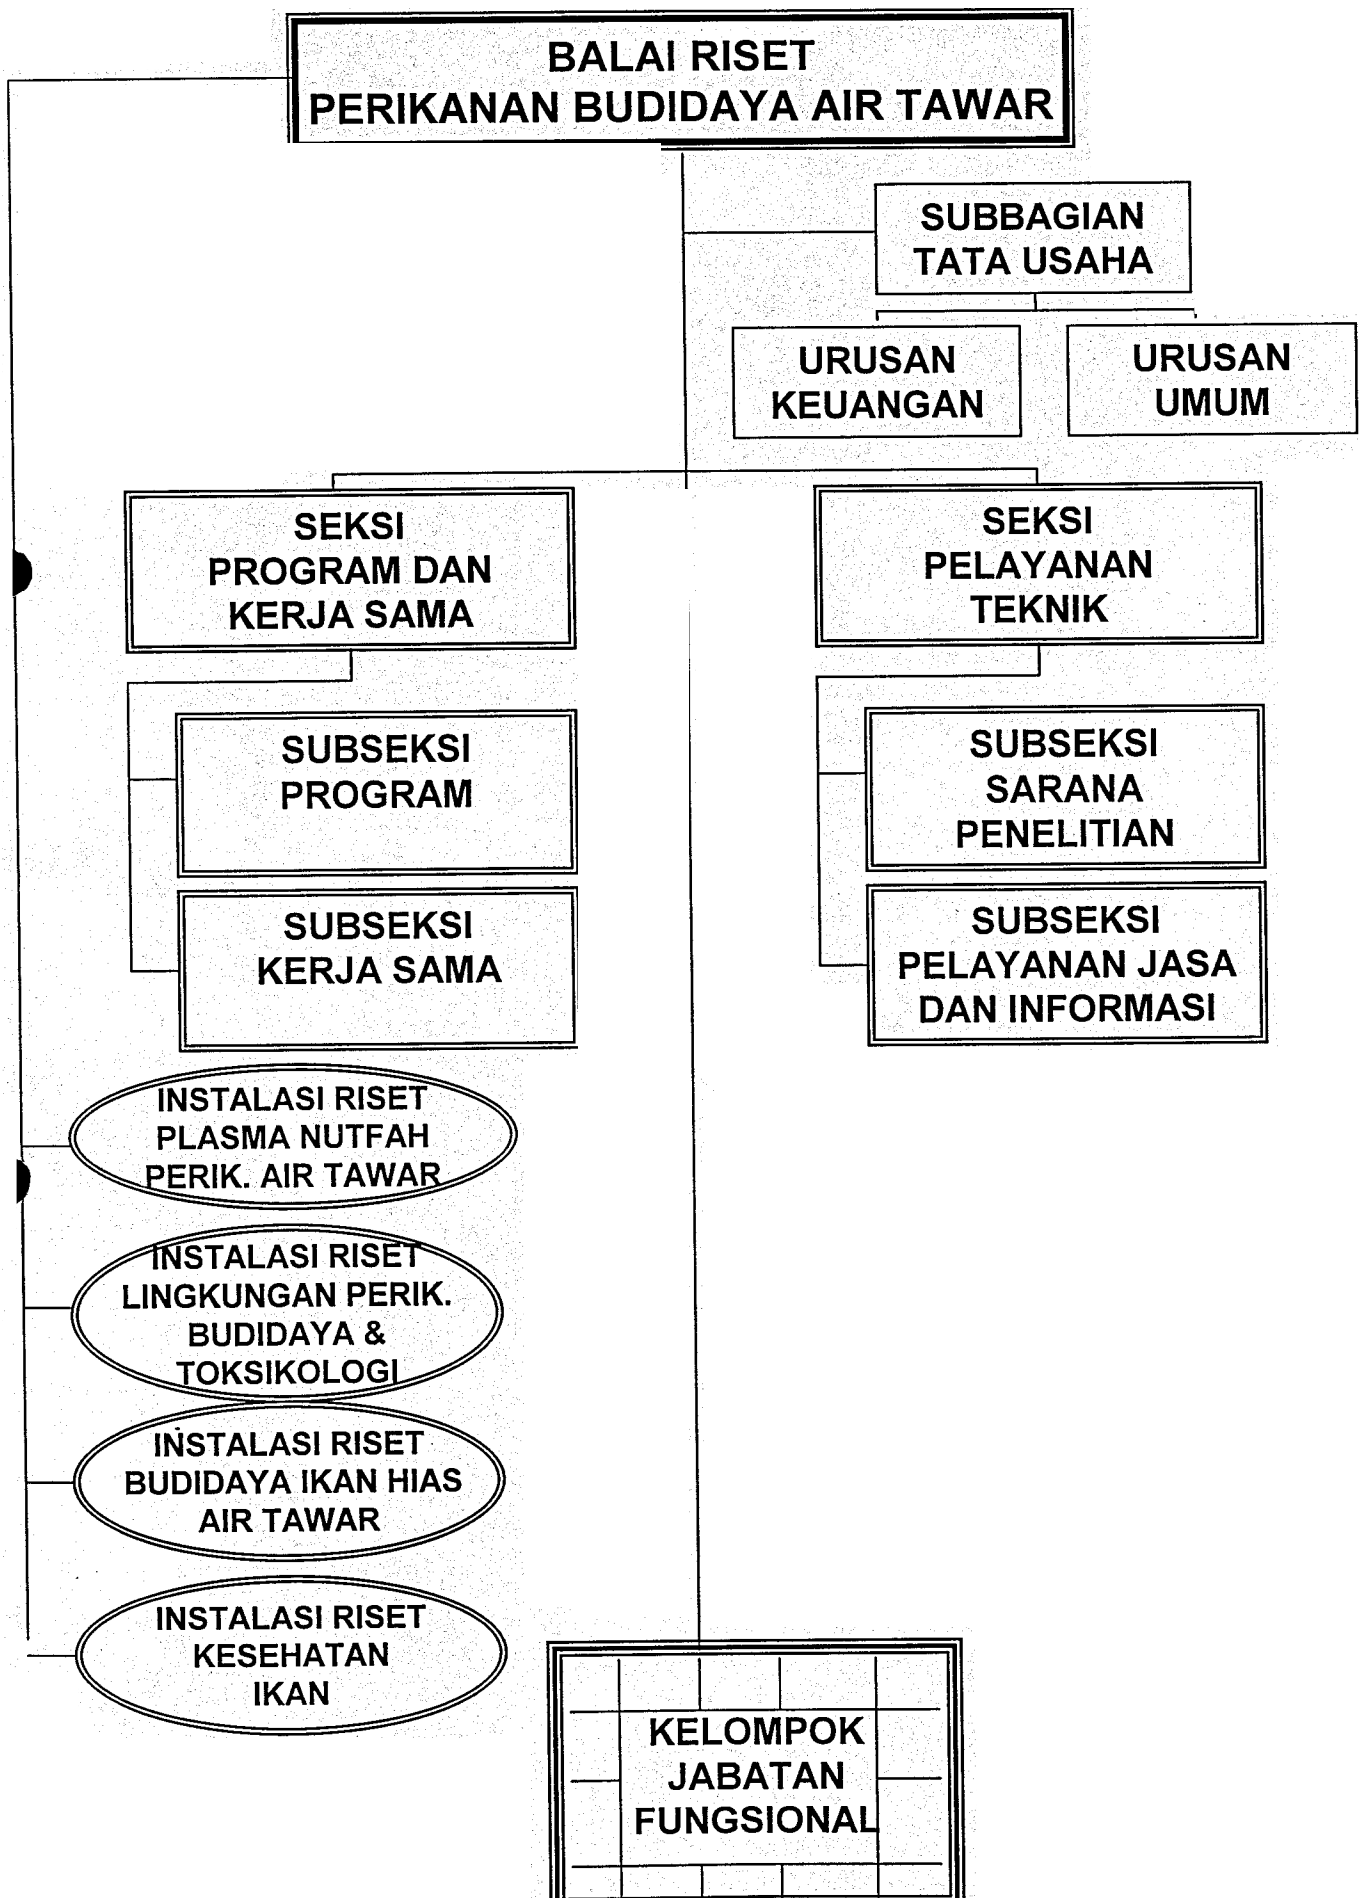 BALAI RISET
PERIKANAN BUDIDAYA AIR TAWAR
SUBBAGIAN
TATA USAHA
URUSAN
KEUANGAN
URUSAN
UMUM
SEKSI
PROGRAM DAN
KERJA SAMA
SEKSI
PELAYANAN
TEKNIK
SUBSEKSI
PROGRAM
SUBSEKSI
SARANA
PENELITIAN
SUBSEKSI
KERJA SAMA
SUBSEKSI
PELAYANAN JASA
DAN INFORMASI
INSTALASI RISET
PLASMA NUTFAH
PERIK. AIR TAWAR
INSTALASI RISET
LINGKUNGAN PERIK.
BUDIDAYA &
TOKSIKOLOGI
INSTALASI RISET
BUDIDAYA IKAN HIAS
AIR TAWAR
INSTALASI RISET
KESEHATAN
IKAN
KELOMPOK
JABATAN
FUNGSIONAL